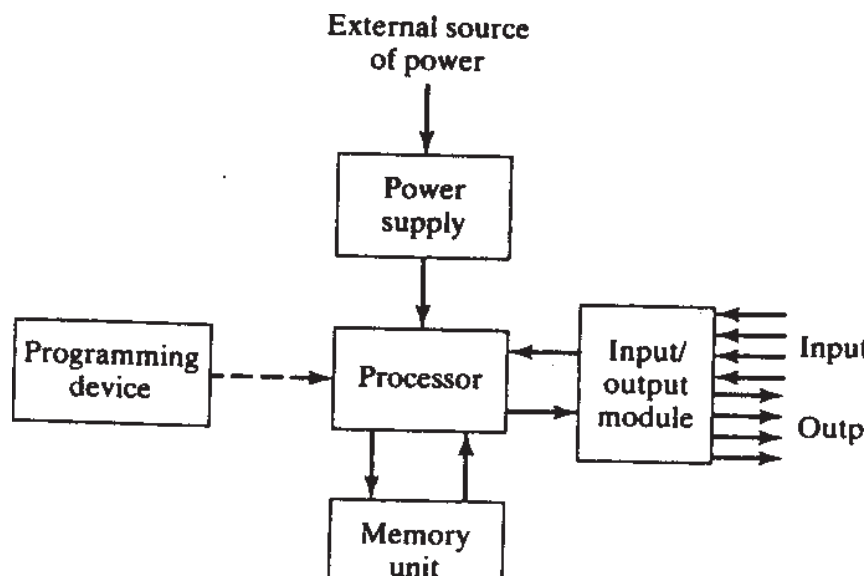 External source
of power
Power
supply
Programming
device
Processor
Input/
output
module
Input
Outp
Memory
unit